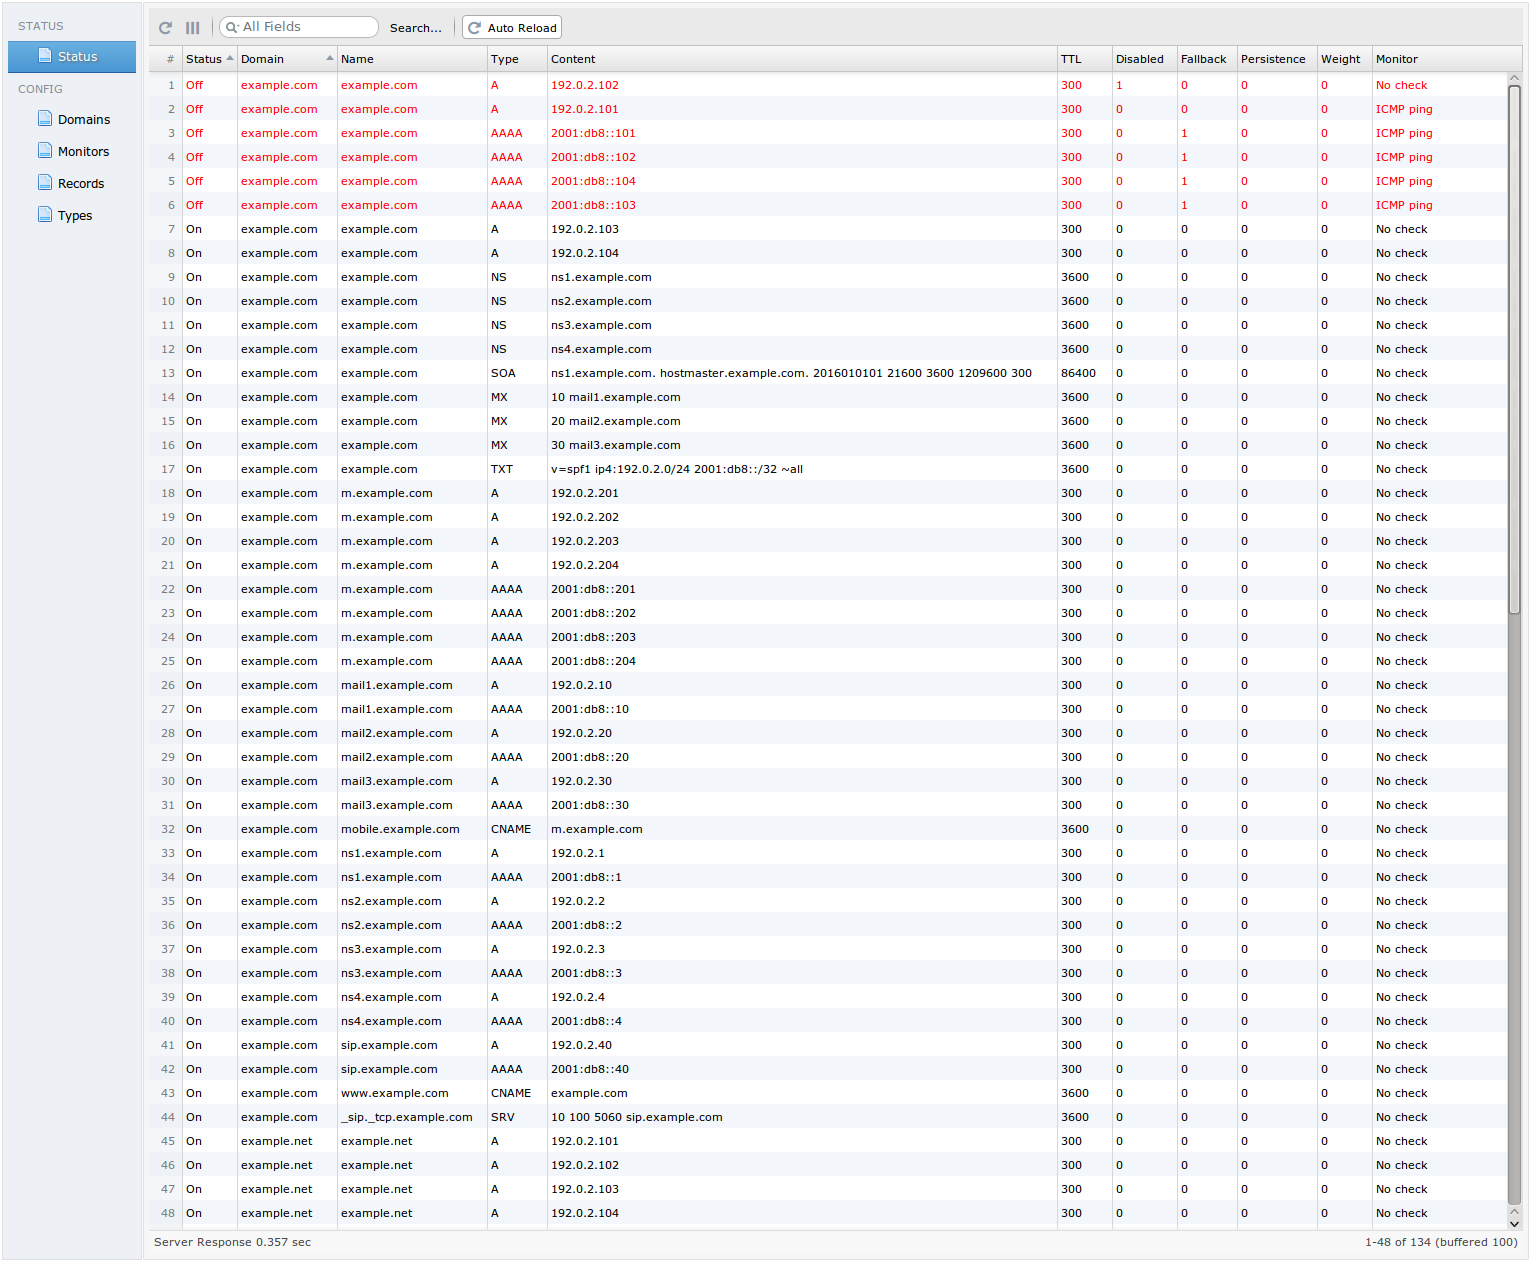 STATUS
Status
CONFIG
Domains
Monitors
Records
Types
All Fields Search... Auto Reload
# Status Domain Name Type Content TTL Disabled Fallback Persistence Weight Monitor
1 Off example.com example.com A 192.0.2.102 300 1 0 0 0 No check
2 Off example.com example.com A 192.0.2.101 300 0 0 0 0 ICMP ping
3 Off example.com example.com AAAA 2001:db8::101 300 0 1 0 0 ICMP ping
4 Off example.com example.com AAAA 2001:db8::102 300 0 1 0 0 ICMP ping
5 Off example.com example.com AAAA 2001:db8::104 300 0 1 0 0 ICMP ping
6 Off example.com example.com AAAA 2001:db8::103 300 0 1 0 0 ICMP ping
7 On example.com example.com A 192.0.2.103 300 0 0 0 0 No check
8 On example.com example.com A 192.0.2.104 300 0 0 0 0 No check
9 On example.com example.com NS ns1.example.com 3600 0 0 0 0 No check
10 On example.com example.com NS ns2.example.com 3600 0 0 0 0 No check
11 On example.com example.com NS ns3.example.com 3600 0 0 0 0 No check
12 On example.com example.com NS ns4.example.com 3600 0 0 0 0 No check
13 On example.com example.com SOA ns1.example.com. hostmaster.example.com. 2016010101 21600 3600 1209600 300 86400 0 0 0 0 No check
14 On example.com example.com MX 10 mail1.example.com 3600 0 0 0 0 No check
15 On example.com example.com MX 20 mail2.example.com 3600 0 0 0 0 No check
16 On example.com example.com MX 30 mail3.example.com 3600 0 0 0 0 No check
17 On example.com example.com TXT v=spf1 ip4:192.0.2.0/24 2001:db8::/32 ~all 3600 0 0 0 0 No check
18 On example.com m.example.com A 192.0.2.201 300 0 0 0 0 No check
19 On example.com m.example.com A 192.0.2.202 300 0 0 0 0 No check
20 On example.com m.example.com A 192.0.2.203 300 0 0 0 0 No check
21 On example.com m.example.com A 192.0.2.204 300 0 0 0 0 No check
22 On example.com m.example.com AAAA 2001:db8::201 300 0 0 0 0 No check
23 On example.com m.example.com AAAA 2001:db8::202 300 0 0 0 0 No check
24 On example.com m.example.com AAAA 2001:db8::203 300 0 0 0 0 No check
25 On example.com m.example.com AAAA 2001:db8::204 300 0 0 0 0 No check
26 On example.com mail1.example.com A 192.0.2.10 300 0 0 0 0 No check
27 On example.com mail1.example.com AAAA 2001:db8::10 300 0 0 0 0 No check
28 On example.com mail2.example.com A 192.0.2.20 300 0 0 0 0 No check
29 On example.com mail2.example.com AAAA 2001:db8::20 300 0 0 0 0 No check
30 On example.com mail3.example.com A 192.0.2.30 300 0 0 0 0 No check
31 On example.com mail3.example.com AAAA 2001:db8::30 300 0 0 0 0 No check
32 On example.com mobile.example.com CNAME m.example.com 3600 0 0 0 0 No check
33 On example.com ns1.example.com A 192.0.2.1 300 0 0 0 0 No check
34 On example.com ns1.example.com AAAA 2001:db8::1 300 0 0 0 0 No check
35 On example.com ns2.example.com A 192.0.2.2 300 0 0 0 0 No check
36 On example.com ns2.example.com AAAA 2001:db8::2 300 0 0 0 0 No check
37 On example.com ns3.example.com A 192.0.2.3 300 0 0 0 0 No check
38 On example.com ns3.example.com AAAA 2001:db8::3 300 0 0 0 0 No check
39 On example.com ns4.example.com A 192.0.2.4 300 0 0 0 0 No check
40 On example.com ns4.example.com AAAA 2001:db8::4 300 0 0 0 0 No check
41 On example.com sip.example.com A 192.0.2.40 300 0 0 0 0 No check
42 On example.com sip.example.com AAAA 2001:db8::40 300 0 0 0 0 No check
43 On example.com www.example.com CNAME example.com 3600 0 0 0 0 No check
44 On example.com _sip._tcp.example.com SRV 10 100 5060 sip.example.com 3600 0 0 0 0 No check
45 On example.net example.net A 192.0.2.101 300 0 0 0 0 No check
46 On example.net example.net A 192.0.2.102 300 0 0 0 0 No check
47 On example.net example.net A 192.0.2.103 300 0 0 0 0 No check
48 On example.net example.net A 192.0.2.104 300 0 0 0 0 No check
Server Response 0.357 sec 1-48 of 134 (buffered 100)